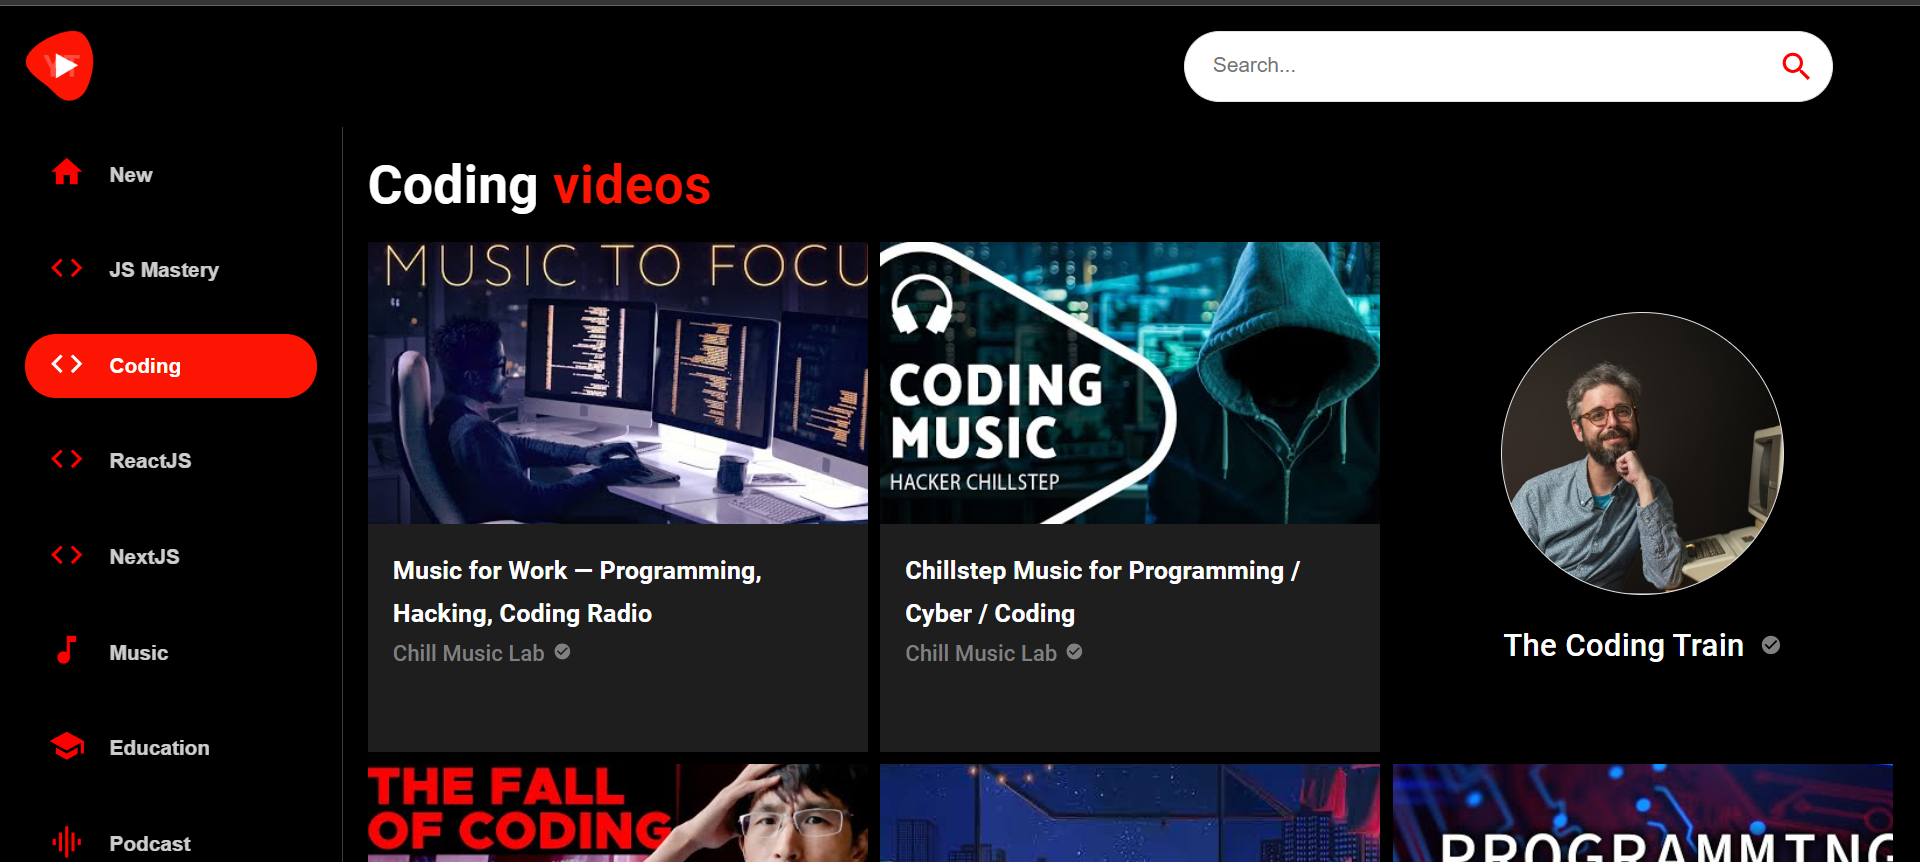 YT
Search...
New
JS Mastery
Coding
ReactJS
NextJS
Music
Education
Podcast
Coding videos
MUSIC TO FOCU
CODING
MUSIC
HACKER CHILLSTEP
Music for Work — Programming,
Hacking, Coding Radio
Chill Music Lab
Chillstep Music for Programming /
Cyber / Coding
Chill Music Lab
The Coding Train
THE FALL
OF CODING
PROGRAMMING